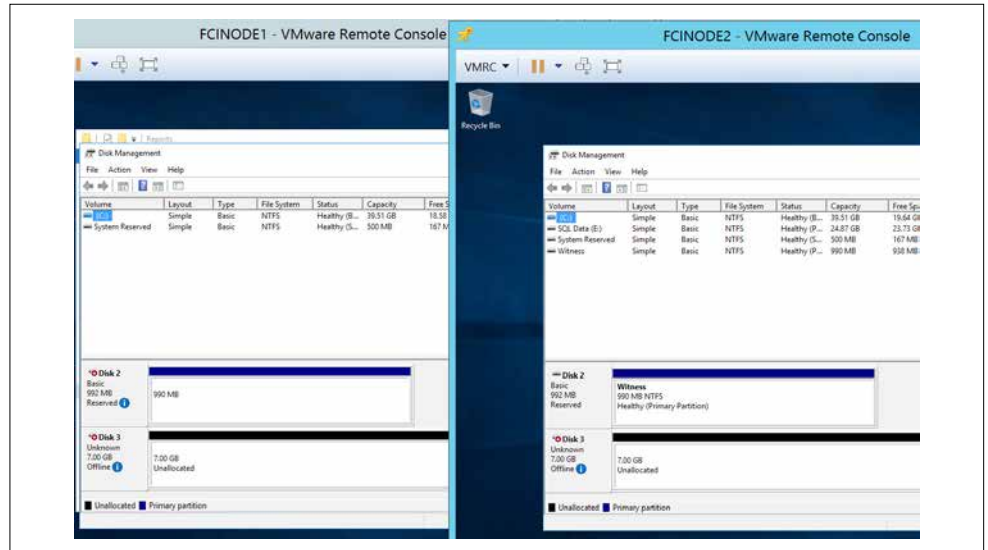 FCINODE1 - VMware Remote Console
Reports
Disk Management
File Action View Help
Volume Layout Type File System Status Capacity Free S
(C:) Simple Basic NTFS Healthy (B... 39.51 GB 18.58
System Reserved Simple Basic NTFS Healthy (S... 500 MB 167 M
Disk 2
Basic
992 MB
Reserved
990 MB
Disk 3
Unknown
7.00 GB
Offline
7.00 GB
Unallocated
Unallocated Primary partition
FCINODE2 - VMware Remote Console
VMRC
Recycle Bin
Disk Management
File Action View Help
Volume Layout Type File System Status Capacity Free Spa
(C:) Simple Basic NTFS Healthy (B... 39.51 GB 19.64 GB
SQL Data (E:) Simple Basic NTFS Healthy (P... 24.87 GB 23.73 GB
System Reserved Simple Basic NTFS Healthy (S... 500 MB 167 MB
Witness Simple Basic NTFS Healthy (P... 990 MB 938 MB
Disk 2
Basic
992 MB
Reserved
Witness
990 MB NTFS
Healthy (Primary Partition)
Disk 3
Unknown
7.00 GB
Offline
7.00 GB
Unallocated
Unallocated Primary partition